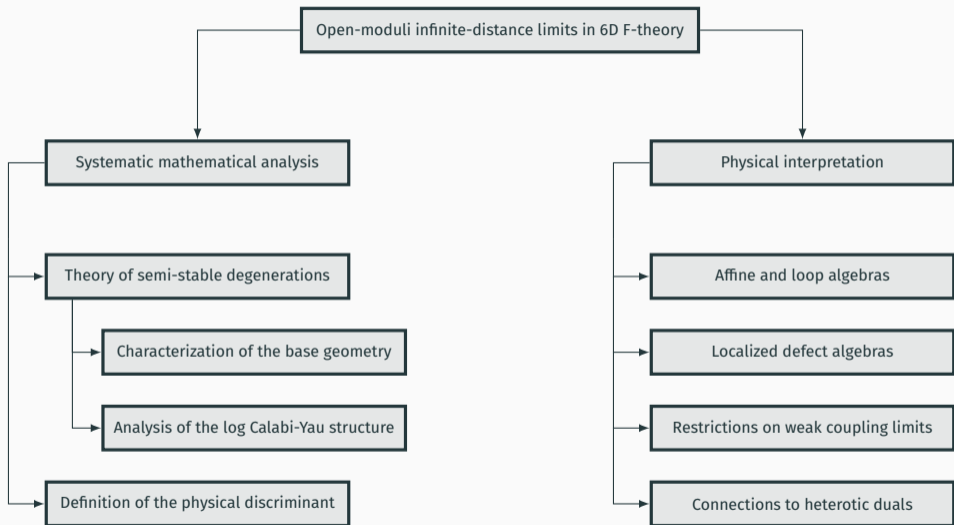 Open-moduli infinite-distance limits in 6D F-theory
Systematic mathematical analysis
Theory of semi-stable degenerations
Characterization of the base geometry
Analysis of the log Calabi-Yau structure
Definition of the physical discriminant
Physical interpretation
Affine and loop algebras
Localized defect algebras
Restrictions on weak coupling limits
Connections to heterotic duals